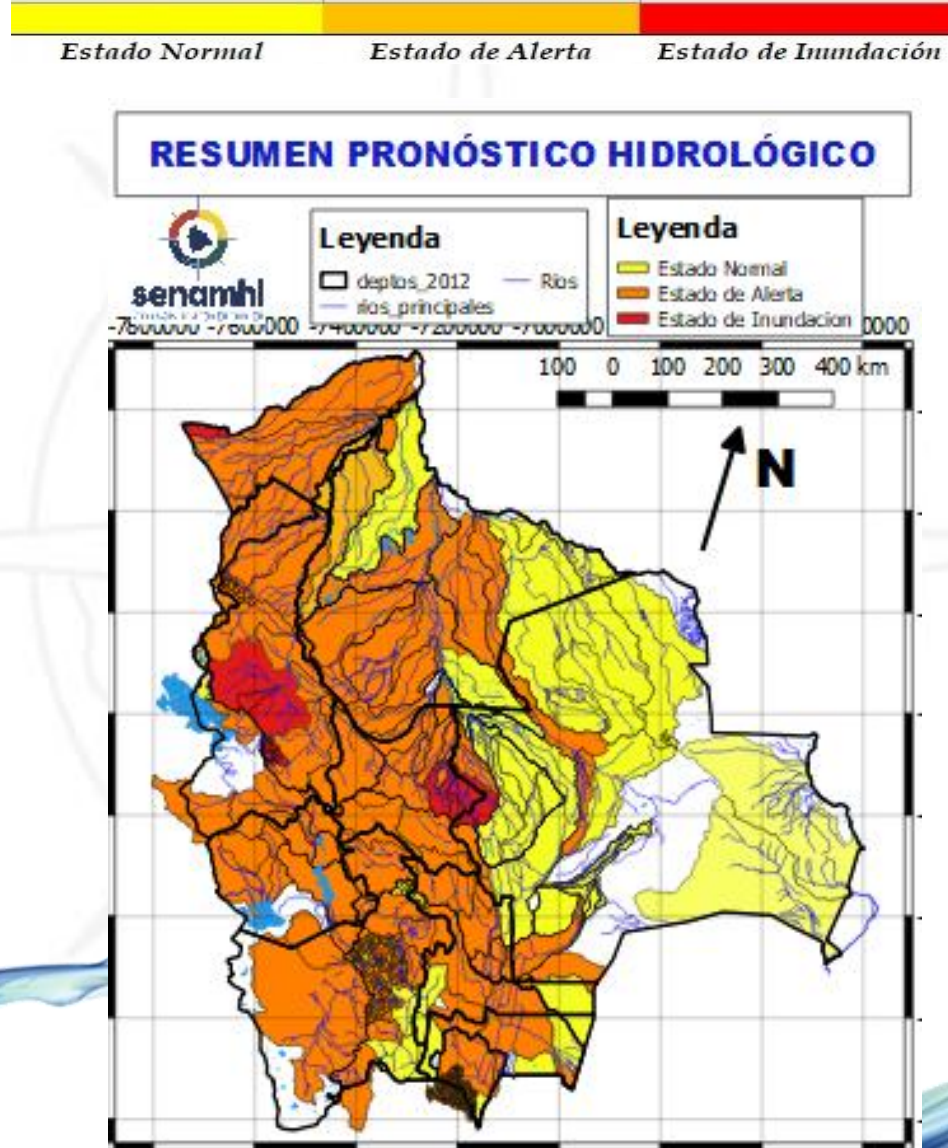 Estado Normal Estado de Alerta Estado de Inundación
RESUMEN PRONÓSTICO HIDROLÓGICO
senamhi
Leyenda
deptos_2012 Rios
rios_principales
Leyenda
Estado Normal
Estado de Alerta
Estado de Inundacion
-7800000 -7600000 -7400000 -7200000 -7000000
100 0 100 200 300 400 km
N